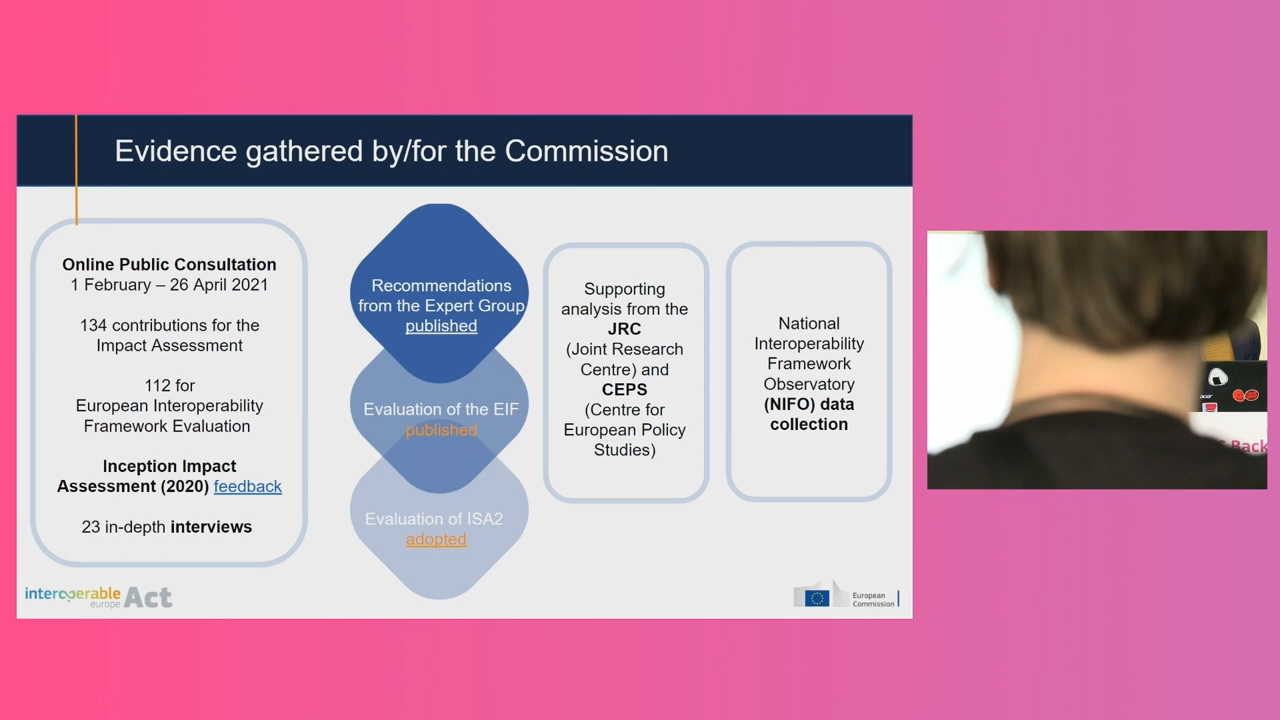 Evidence gathered by/for the Commission
Online Public Consultation
1 February – 26 April 2021
134 contributions for the
Impact Assessment
112 for
European Interoperability
Framework Evaluation
Inception Impact
Assessment (2020) feedback
23 in-depth interviews
Recommendations
from the Expert Group
published
Evaluation of the EIF
published
Evaluation of ISA2
adopted
Supporting
analysis from the
JRC
(Joint Research
Centre) and
CEPS
(Centre for
European Policy
Studies)
National
Interoperability
Framework
Observatory
(NIFO) data
collection
interoperable
europe
Act
European
Commission
acer
Back